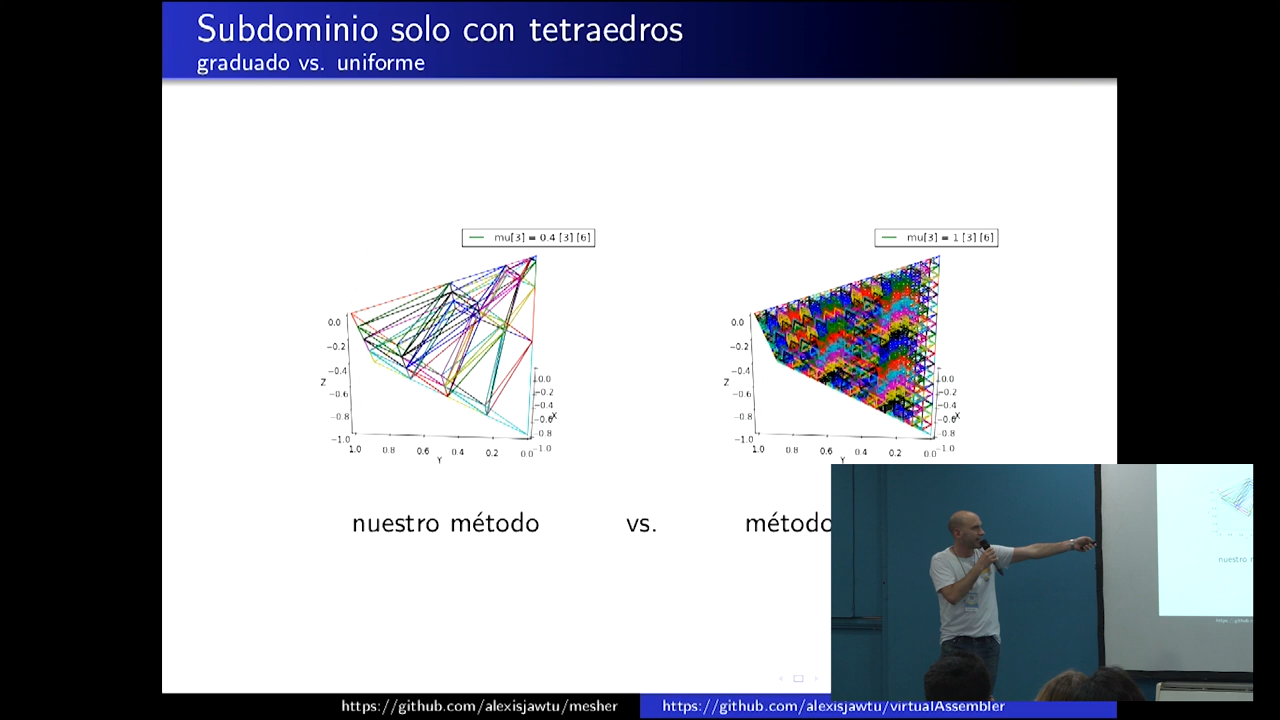 Subdominio solo con tetraedros
graduado vs. uniforme
mu[3] = 0.4 [3] [6]
0.0
−0.2
−0.4
Z
−0.6
−0.8
−1.0
1.0
0.8
0.6
0.4
0.2
0.0
Y
0.0
−0.2
−0.4
−0.6
X
−0.8
−1.0
mu[3] = 1 [3] [6]
0.0
−0.2
−0.4
Z
−0.6
−0.8
−1.0
1.0
0.8
0.6
0.4
0.2
0.0
Y
0.0
−0.2
−0.4
−0.6
X
−0.8
−1.0
nuestro método vs. método
nuestro
https://github.com/alexisjawtu/mesher
https://github.com/alexisjawtu/virtualAssembler